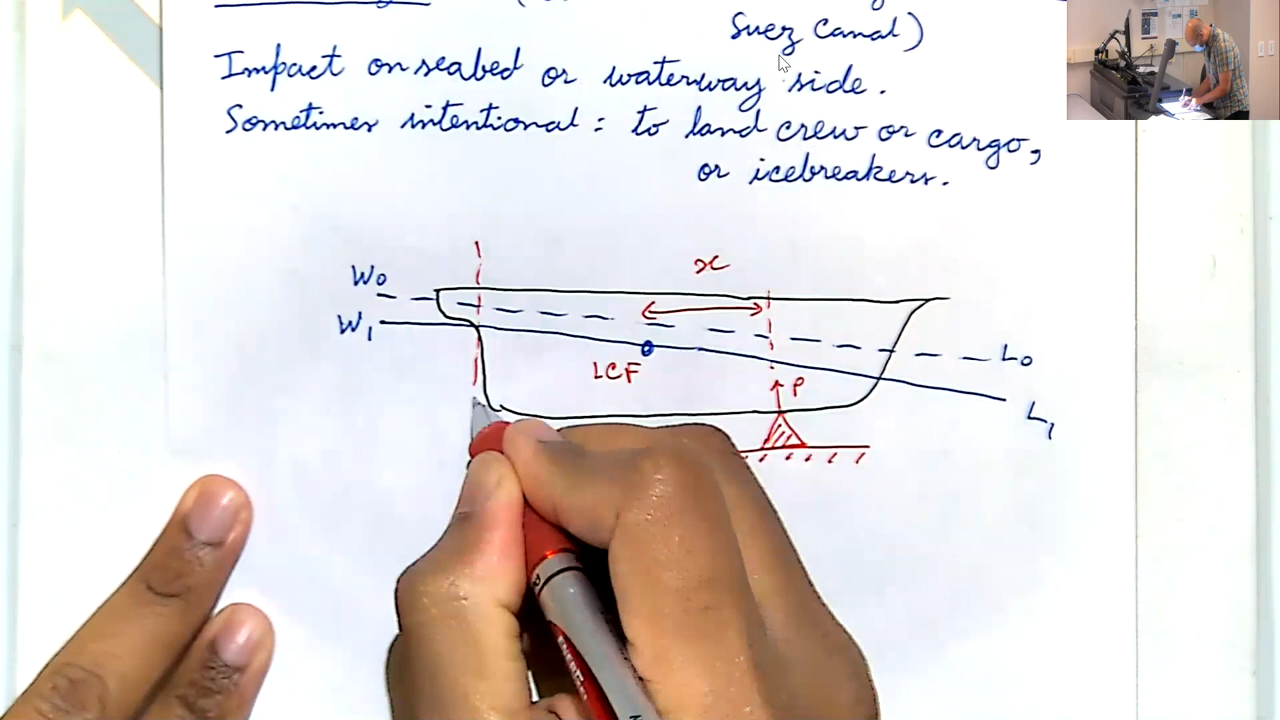 Suez Canal)
Impact on seabed or waterway side.
Sometimes intentional: to land crew or cargo,
or icebreakers.
x
W0
W1
L0
LCF
P
L1
ENERGEL